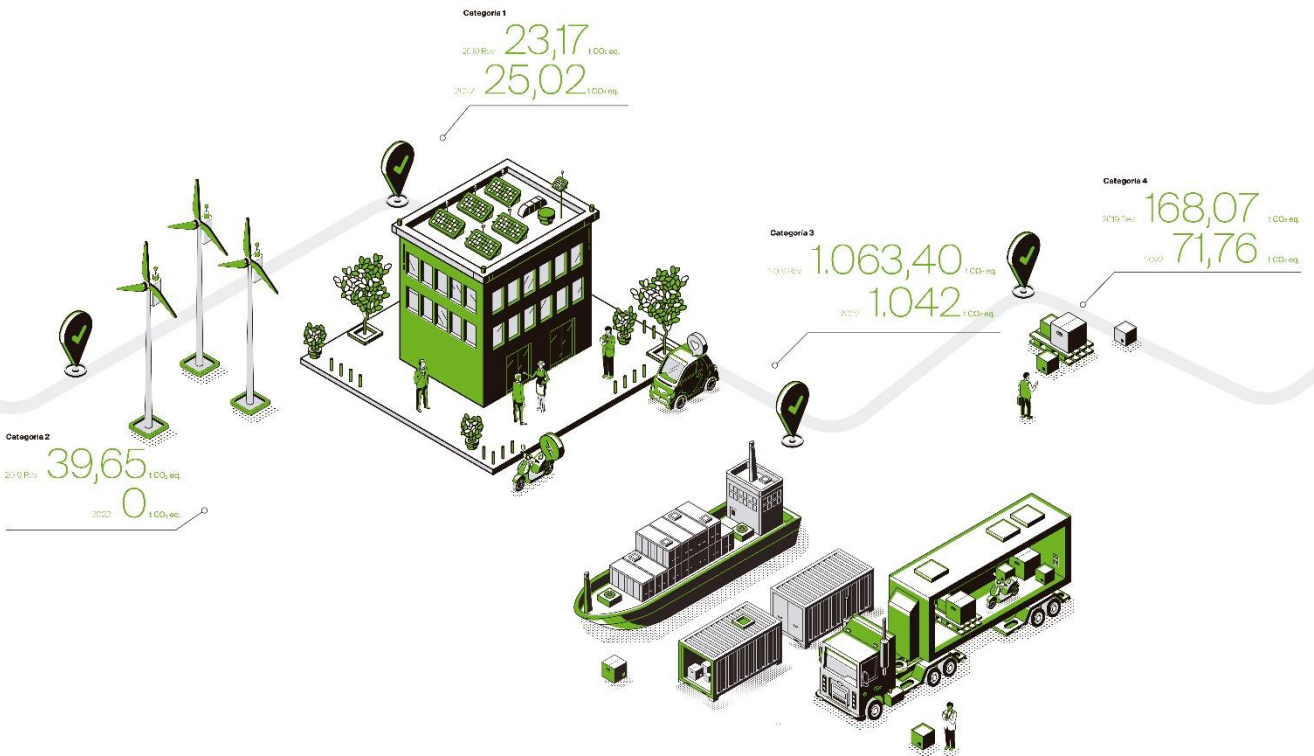 Categoria 1
2019 Rev 23,17 t CO₂ eq.
2022 25,02 t CO₂ eq.
Categoria 2
2019 Rev 39,65 t CO₂ eq.
2022 0 t CO₂ eq.
Categoria 3
2019 Rev 1.063,40 t CO₂ eq.
2022 1.042 t CO₂ eq.
Categoria 4
2019 Rev 168,07 t CO₂ eq.
2022 71,76 t CO₂ eq.